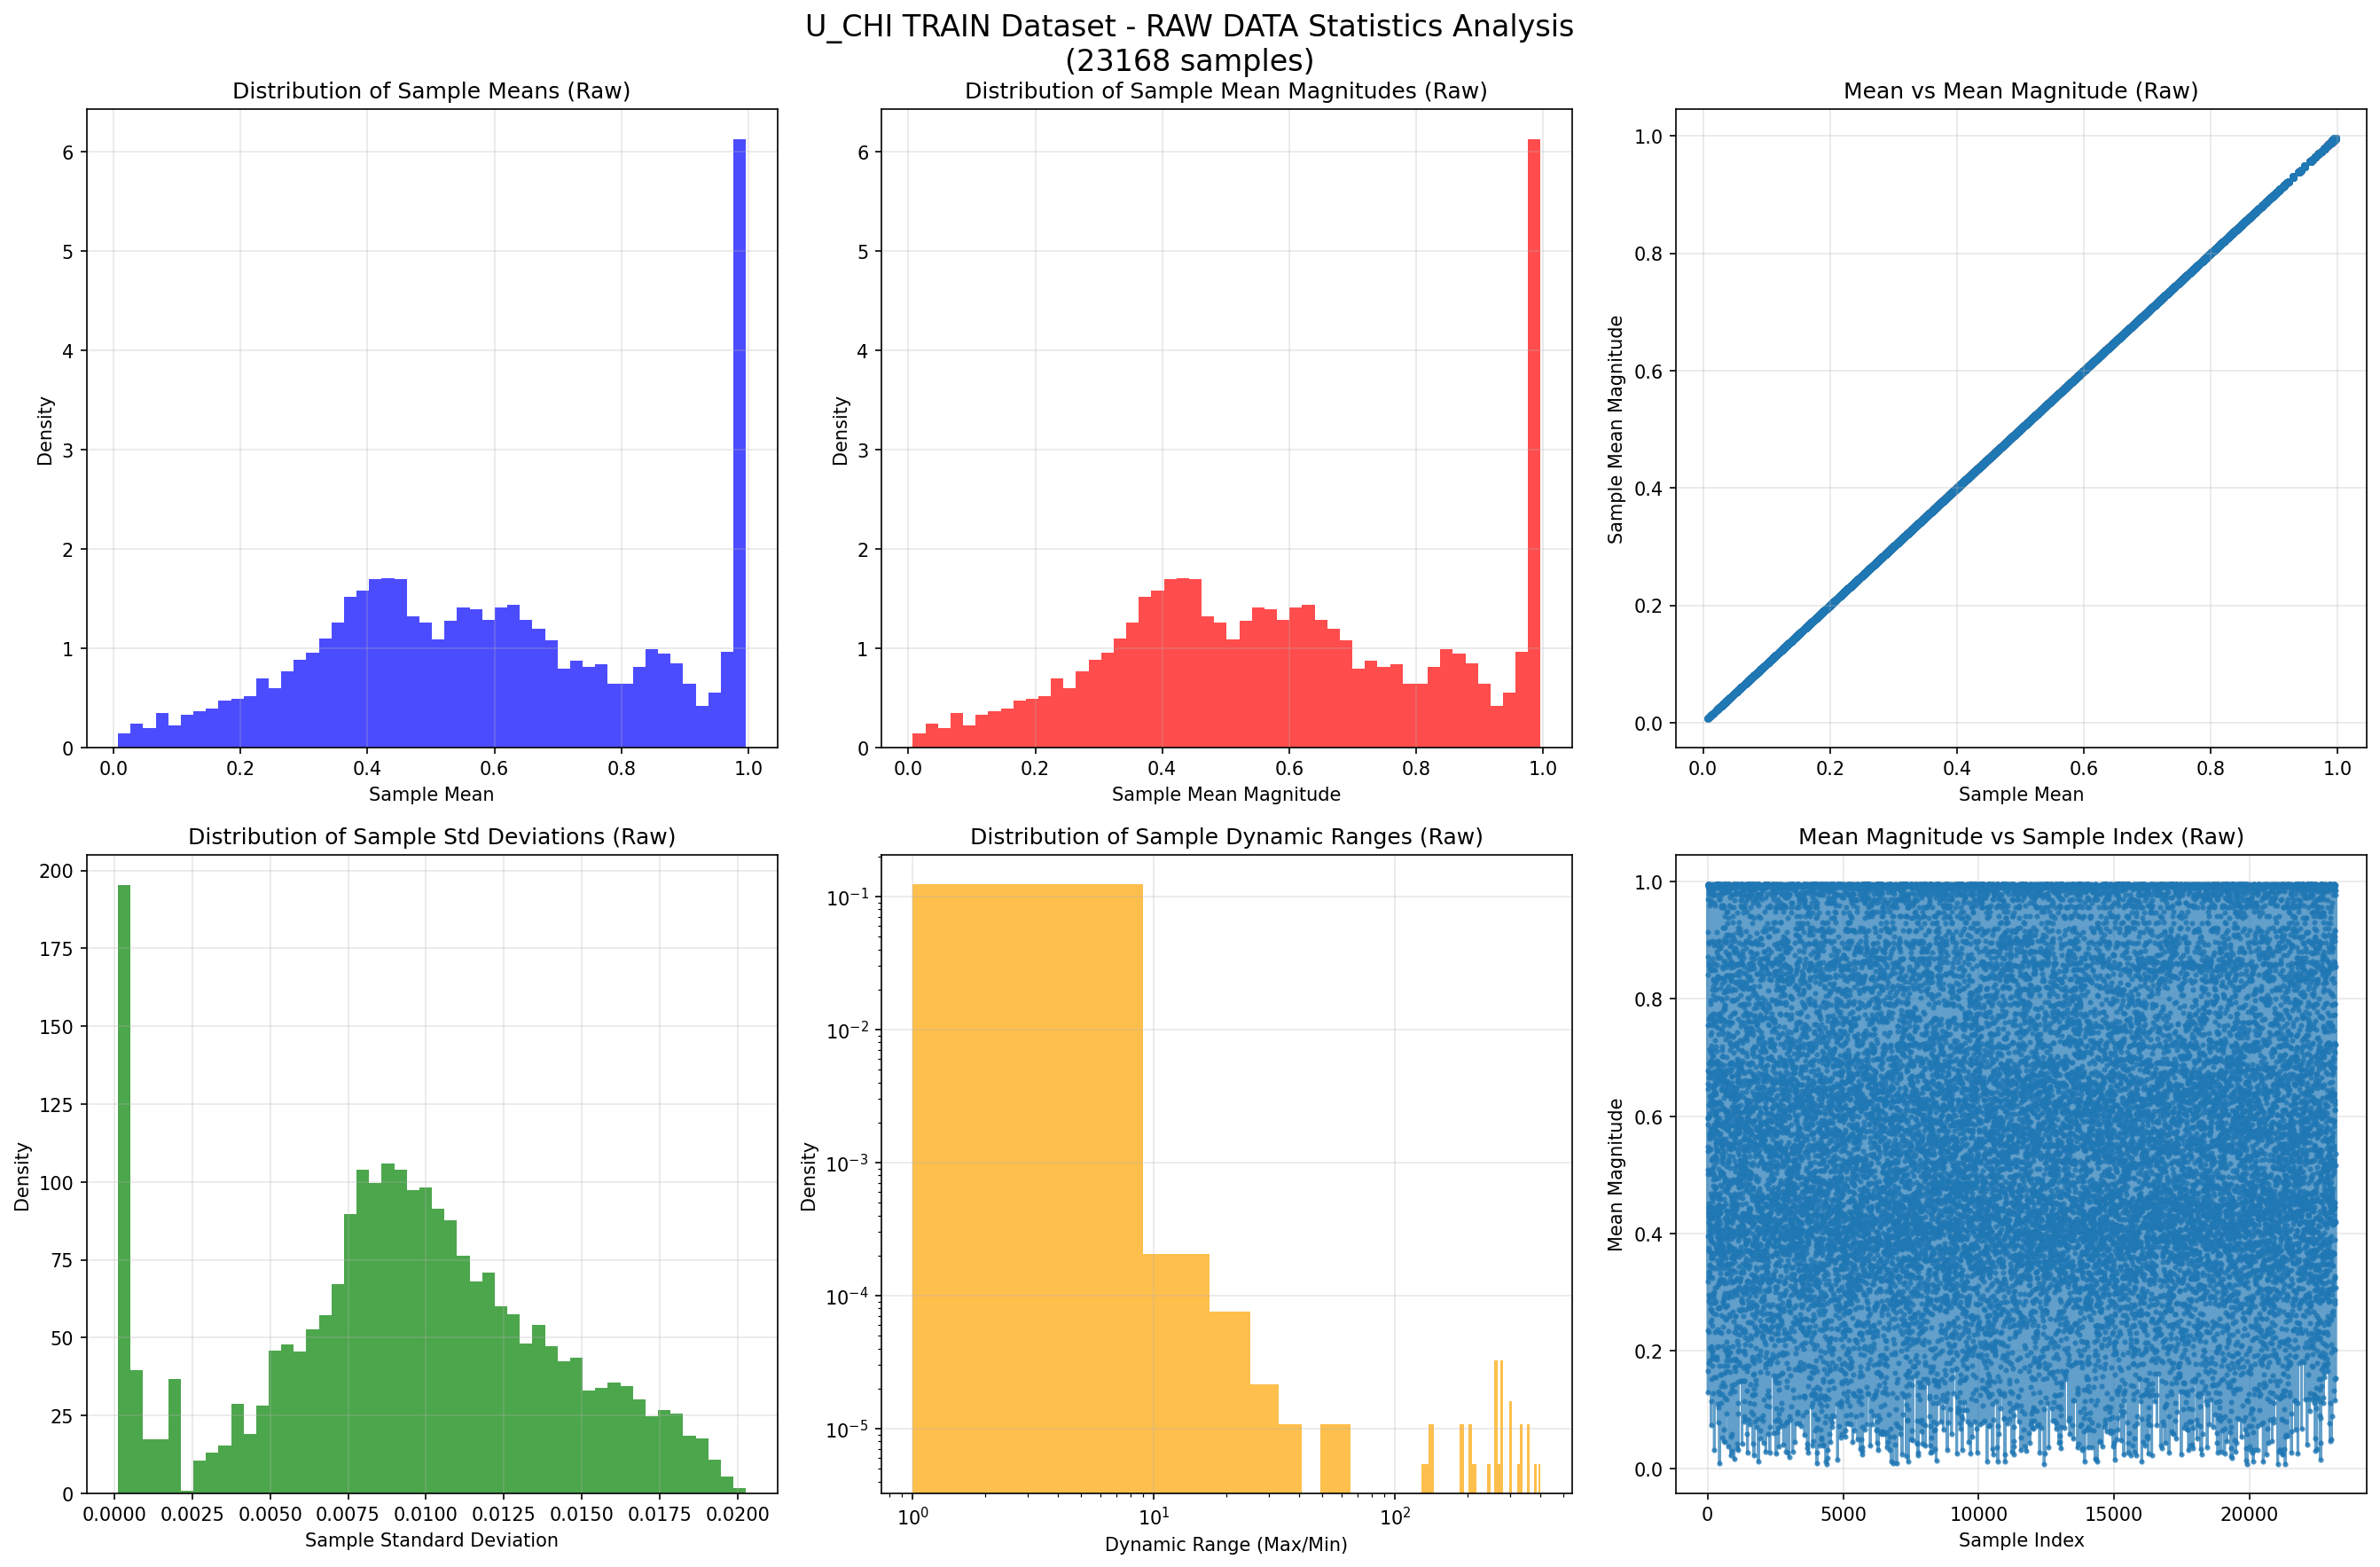 U_CHI TRAIN Dataset - RAW DATA Statistics Analysis
(23168 samples)
Distribution of Sample Means (Raw)
Density
6
5
4
3
2
1
0
0.0 0.2 0.4 0.6 0.8 1.0
Sample Mean
Distribution of Sample Mean Magnitudes (Raw)
Density
6
5
4
3
2
1
0
0.0 0.2 0.4 0.6 0.8 1.0
Sample Mean Magnitude
Mean vs Mean Magnitude (Raw)
Sample Mean Magnitude
1.0
0.8
0.6
0.4
0.2
0.0
0.0 0.2 0.4 0.6 0.8 1.0
Sample Mean
Distribution of Sample Std Deviations (Raw)
Density
200
175
150
125
100
75
50
25
0
0.0000 0.0025 0.0050 0.0075 0.0100 0.0125 0.0150 0.0175 0.0200
Sample Standard Deviation
Distribution of Sample Dynamic Ranges (Raw)
Density
10⁻¹
10⁻²
10⁻³
10⁻⁴
10⁻⁵
10⁰ 10¹ 10²
Dynamic Range (Max/Min)
Mean Magnitude vs Sample Index (Raw)
Mean Magnitude
1.0
0.8
0.6
0.4
0.2
0.0
0 5000 10000 15000 20000
Sample Index